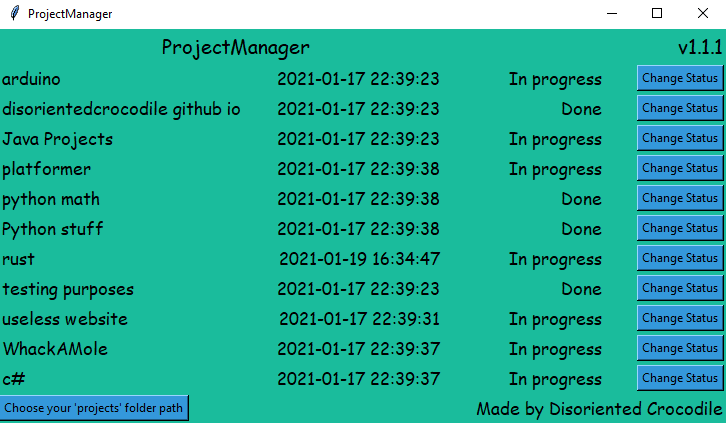 ProjectManager
ProjectManager v1.1.1
arduino 2021-01-17 22:39:23 In progress Change Status
disorientedcrocodile github io 2021-01-17 22:39:23 Done Change Status
Java Projects 2021-01-17 22:39:23 In progress Change Status
platformer 2021-01-17 22:39:38 In progress Change Status
python math 2021-01-17 22:39:38 Done Change Status
Python stuff 2021-01-17 22:39:38 Done Change Status
rust 2021-01-19 16:34:47 In progress Change Status
testing purposes 2021-01-17 22:39:23 Done Change Status
useless website 2021-01-17 22:39:31 In progress Change Status
WhackAMole 2021-01-17 22:39:37 In progress Change Status
c# 2021-01-17 22:39:37 In progress Change Status
Choose your 'projects' folder path Made by Disoriented Crocodile